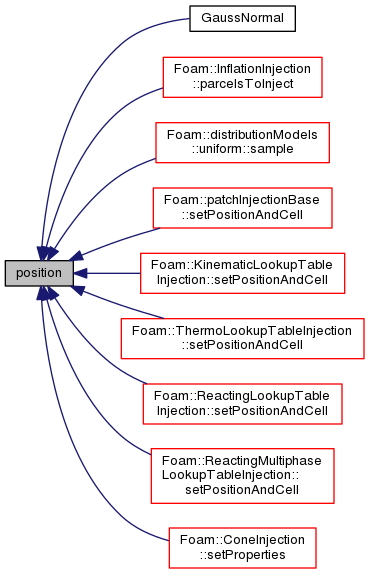 GaussNormal
Foam::InflationInjection
::parcelsToInject
Foam::distributionModels
::uniform::sample
Foam::patchInjectionBase
::setPositionAndCell
position
Foam::KinematicLookupTable
Injection::setPositionAndCell
Foam::ThermoLookupTableInjection
::setPositionAndCell
Foam::ReactingLookupTable
Injection::setPositionAndCell
Foam::ReactingMultiphase
LookupTableInjection::
setPositionAndCell
Foam::ConeInjection
::setProperties